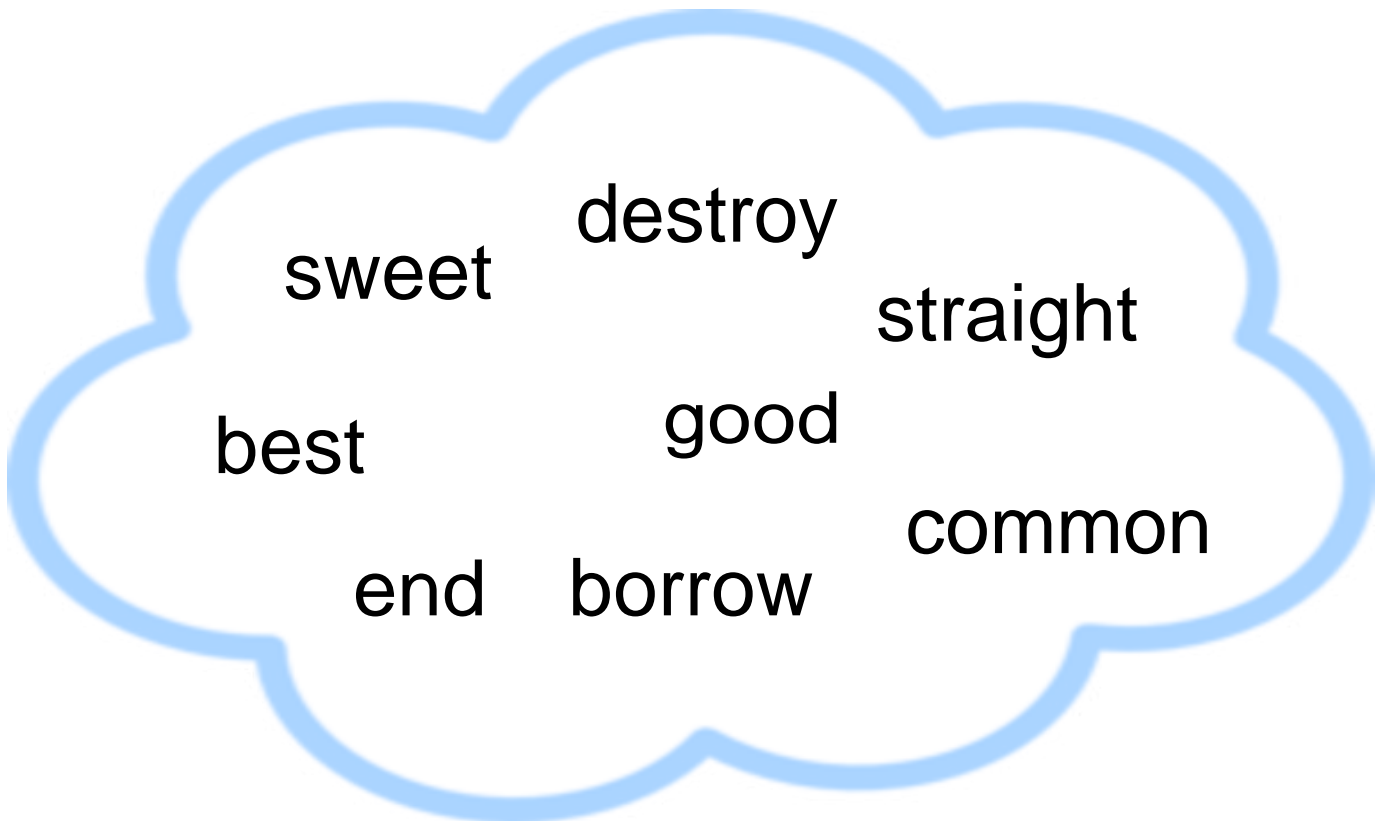 destroy
sweet
straight
good
best
common
end borrow